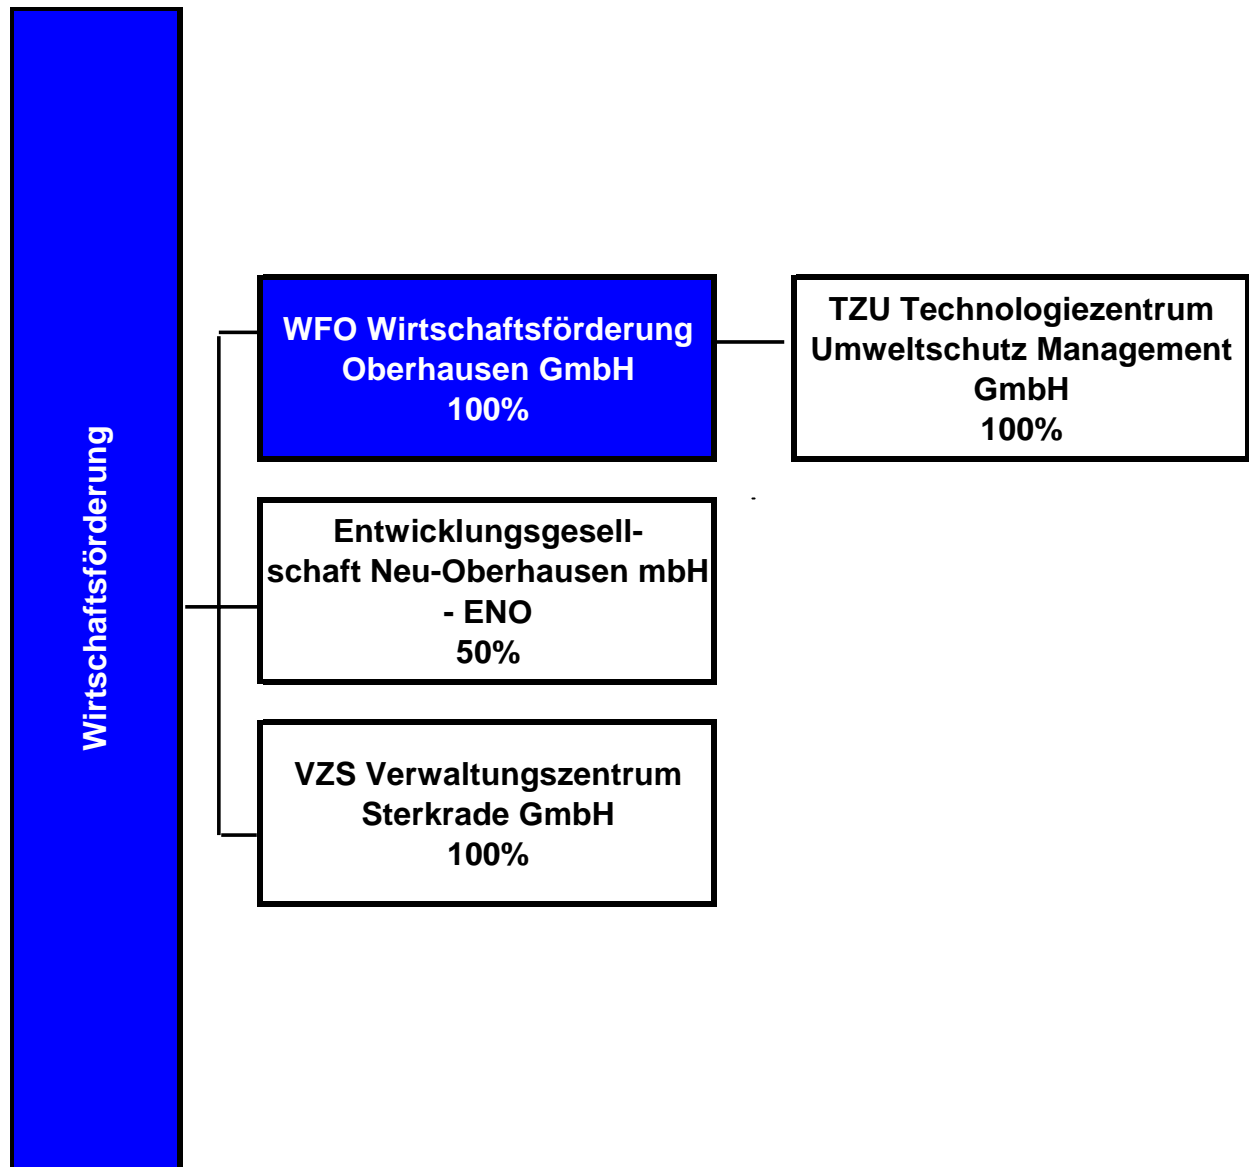 Wirtschaftsförderung
WFO Wirtschaftsförderung
Oberhausen GmbH
100%
TZU Technologiezentrum
Umweltschutz Management
GmbH
100%
Entwicklungsgesell-
schaft Neu-Oberhausen mbH
- ENO
50%
VZS Verwaltungszentrum
Sterkrade GmbH
100%